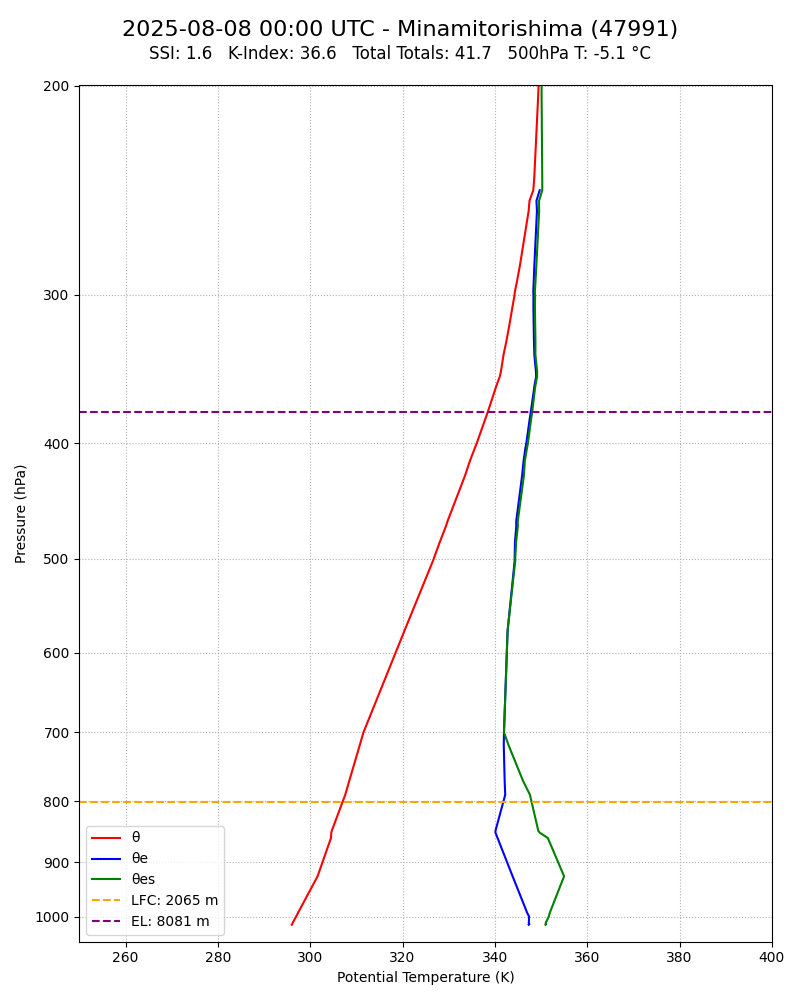 2025-08-08 00:00 UTC - Minamitorishima (47991)
SSI: 1.6   K-Index: 36.6   Total Totals: 41.7   500hPa T: -5.1 °C
200
300
400
500
600
700
800
900
1000
Pressure (hPa)
θ
θe
θes
LFC: 2065 m
EL: 8081 m
260 280 300 320 340 360 380 400
Potential Temperature (K)